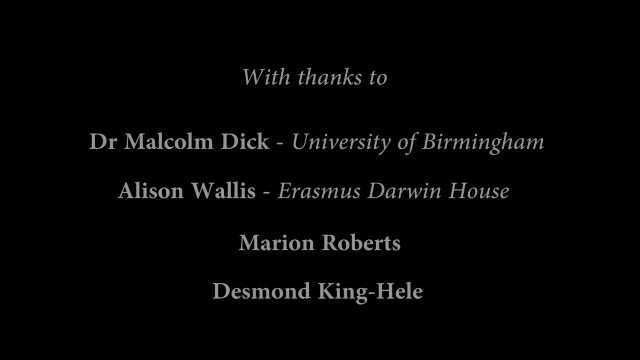 With thanks to
Dr Malcolm Dick - University of Birmingham
Alison Wallis - Erasmus Darwin House
Marion Roberts
Desmond King-Hele